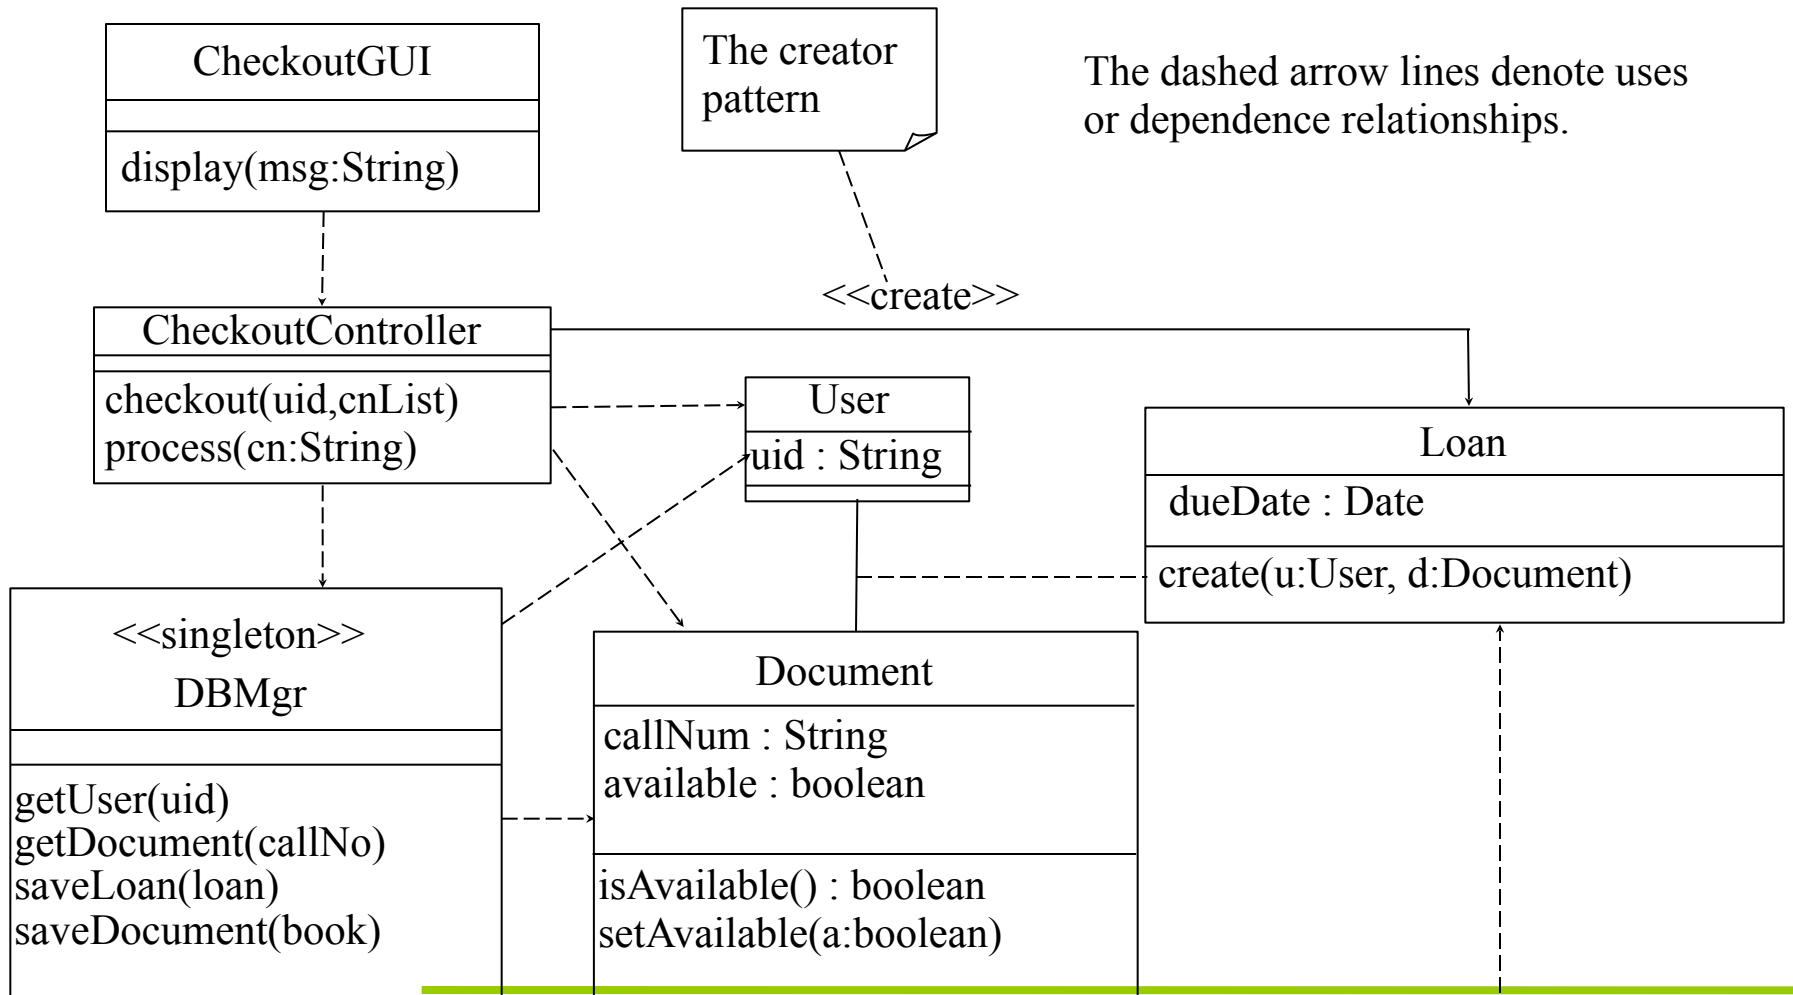 CheckoutGUI
display(msg:String)
The creator
pattern
The dashed arrow lines denote uses
or dependence relationships.
<<create>>
CheckoutController
checkout(uid,cnList)
process(cn:String)
User
uid : String
Loan
dueDate : Date
create(u:User, d:Document)
<<singleton>>
DBMgr
getUser(uid)
getDocument(callNo)
saveLoan(loan)
saveDocument(book)
Document
callNum : String
available : boolean
isAvailable() : boolean
setAvailable(a:boolean)